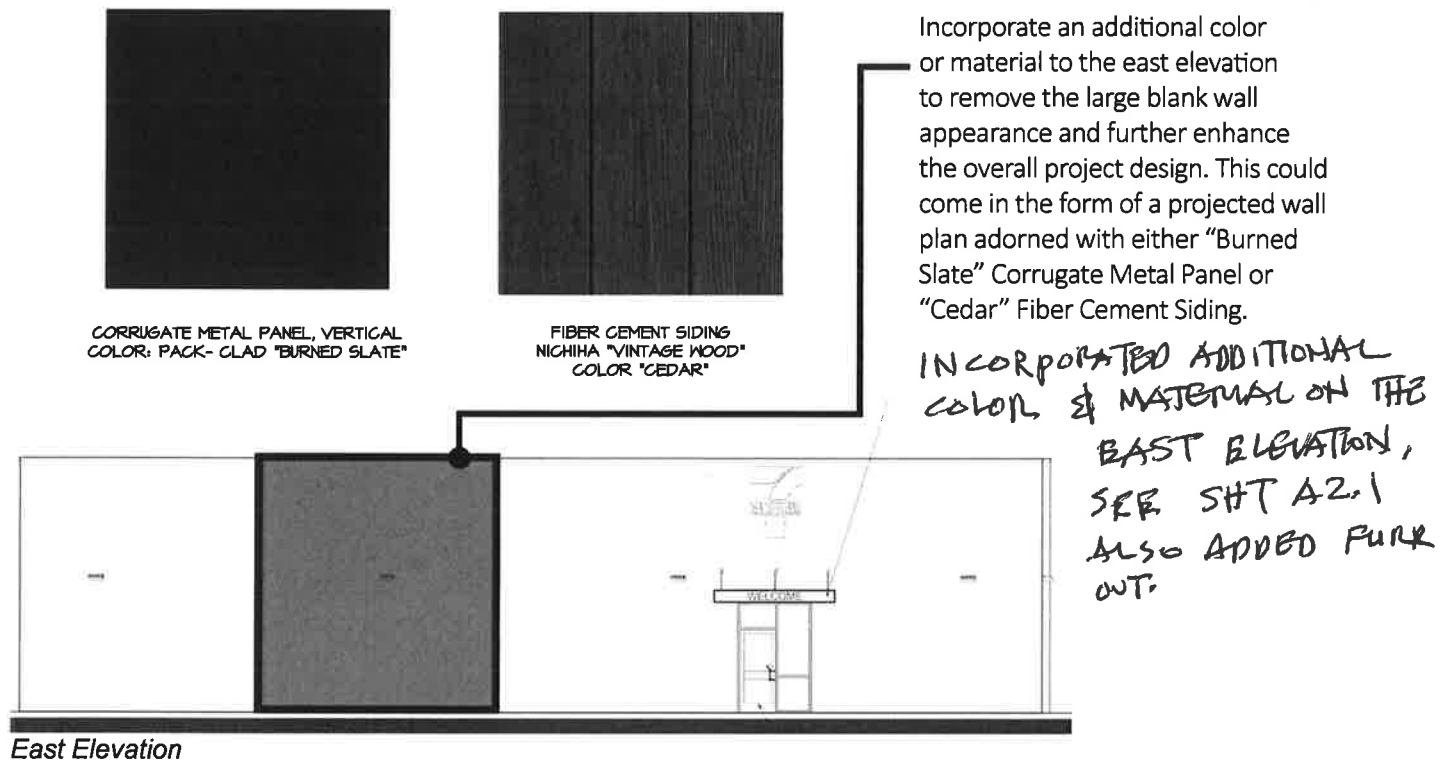 Incorporate an additional color
or material to the east elevation
to remove the large blank wall
appearance and further enhance
the overall project design. This could
come in the form of a projected wall
plan adorned with either “Burned
Slate” Corrugate Metal Panel or
“Cedar” Fiber Cement Siding.
CORRUGATE METAL PANEL, VERTICAL
COLOR: PACK- CLAD "BURNED SLATE"
FIBER CEMENT SIDING
NICHIHA "VINTAGE WOOD"
COLOR "CEDAR"
INCORPORATED ADDITIONAL
COLOR & MATERIAL ON THE
EAST ELEVATION,
SEE SHT A2.1
ALSO ADDED FURR
OUT.
WELCOME
East Elevation